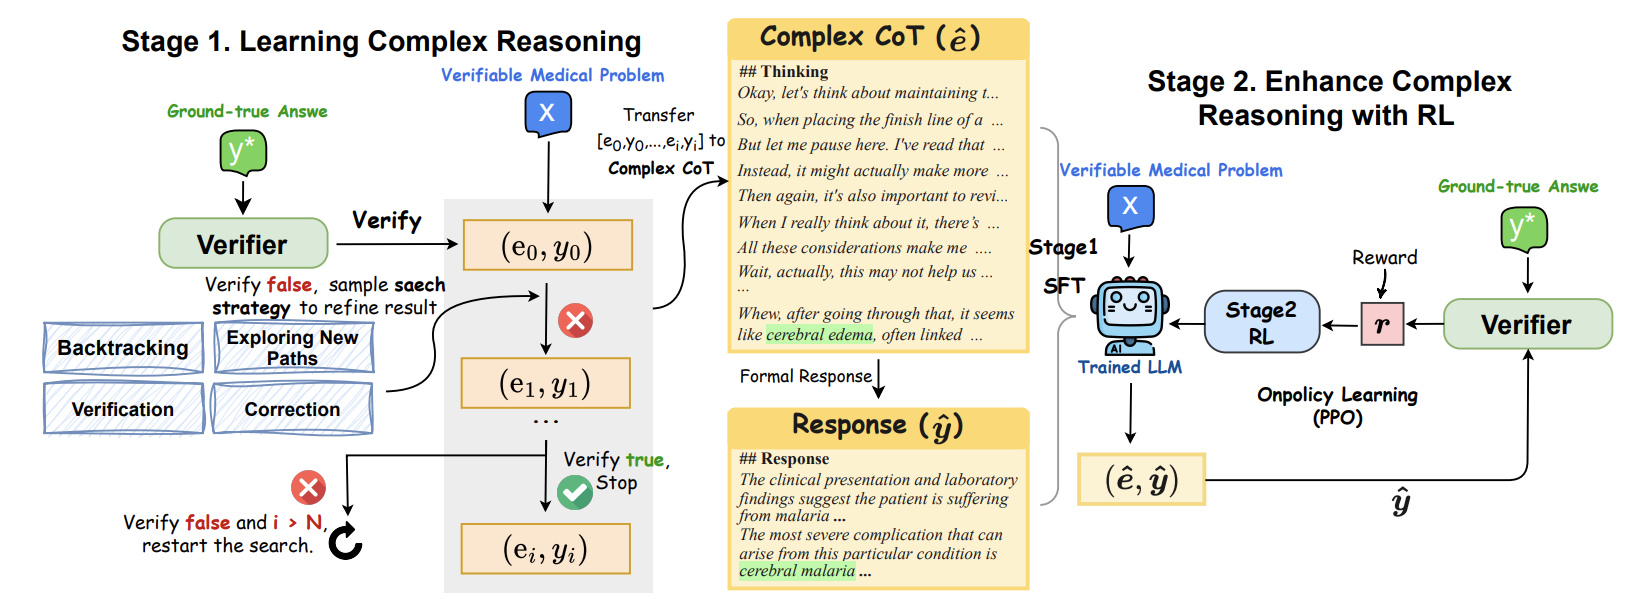 Stage 1. Learning Complex Reasoning
Verifiable Medical Problem
Ground-true Answe
y*
x
Verifier
Verify
(e0, y0)
Verify false, sample saech
strategy to refine result
Backtracking
Exploring New
Paths
Verification
Correction
(e1, y1)
...
Verify true,
Stop
Verify false and i > N,
restart the search.
(ei, yi)
Transfer
[e0,y0,...,ei,yi] to
Complex CoT
Complex CoT (ê)
## Thinking
Okay, let's think about maintaining t...
So, when placing the finish line of a ...
But let me pause here. I've read that ...
Instead, it might actually make more ...
Then again, it's also important to revi...
When I really think about it, there's ...
All these considerations make me ....
Wait, actually, this may not help us ...
...
Whew, after going through that, it seems
like cerebral edema, often linked ...
Formal Response
Response (ŷ)
## Response
The clinical presentation and laboratory
findings suggest the patient is suffering
from malaria ...
The most severe complication that can
arise from this particular condition is
cerebral malaria ...
Stage 2. Enhance Complex
Reasoning with RL
Verifiable Medical Problem
x
Ground-true Answe
y*
Stage1
SFT
AI
Trained LLM
Stage2
RL
Reward
r
Verifier
Onpolicy Learning
(PPO)
(ê, ŷ)
ŷ